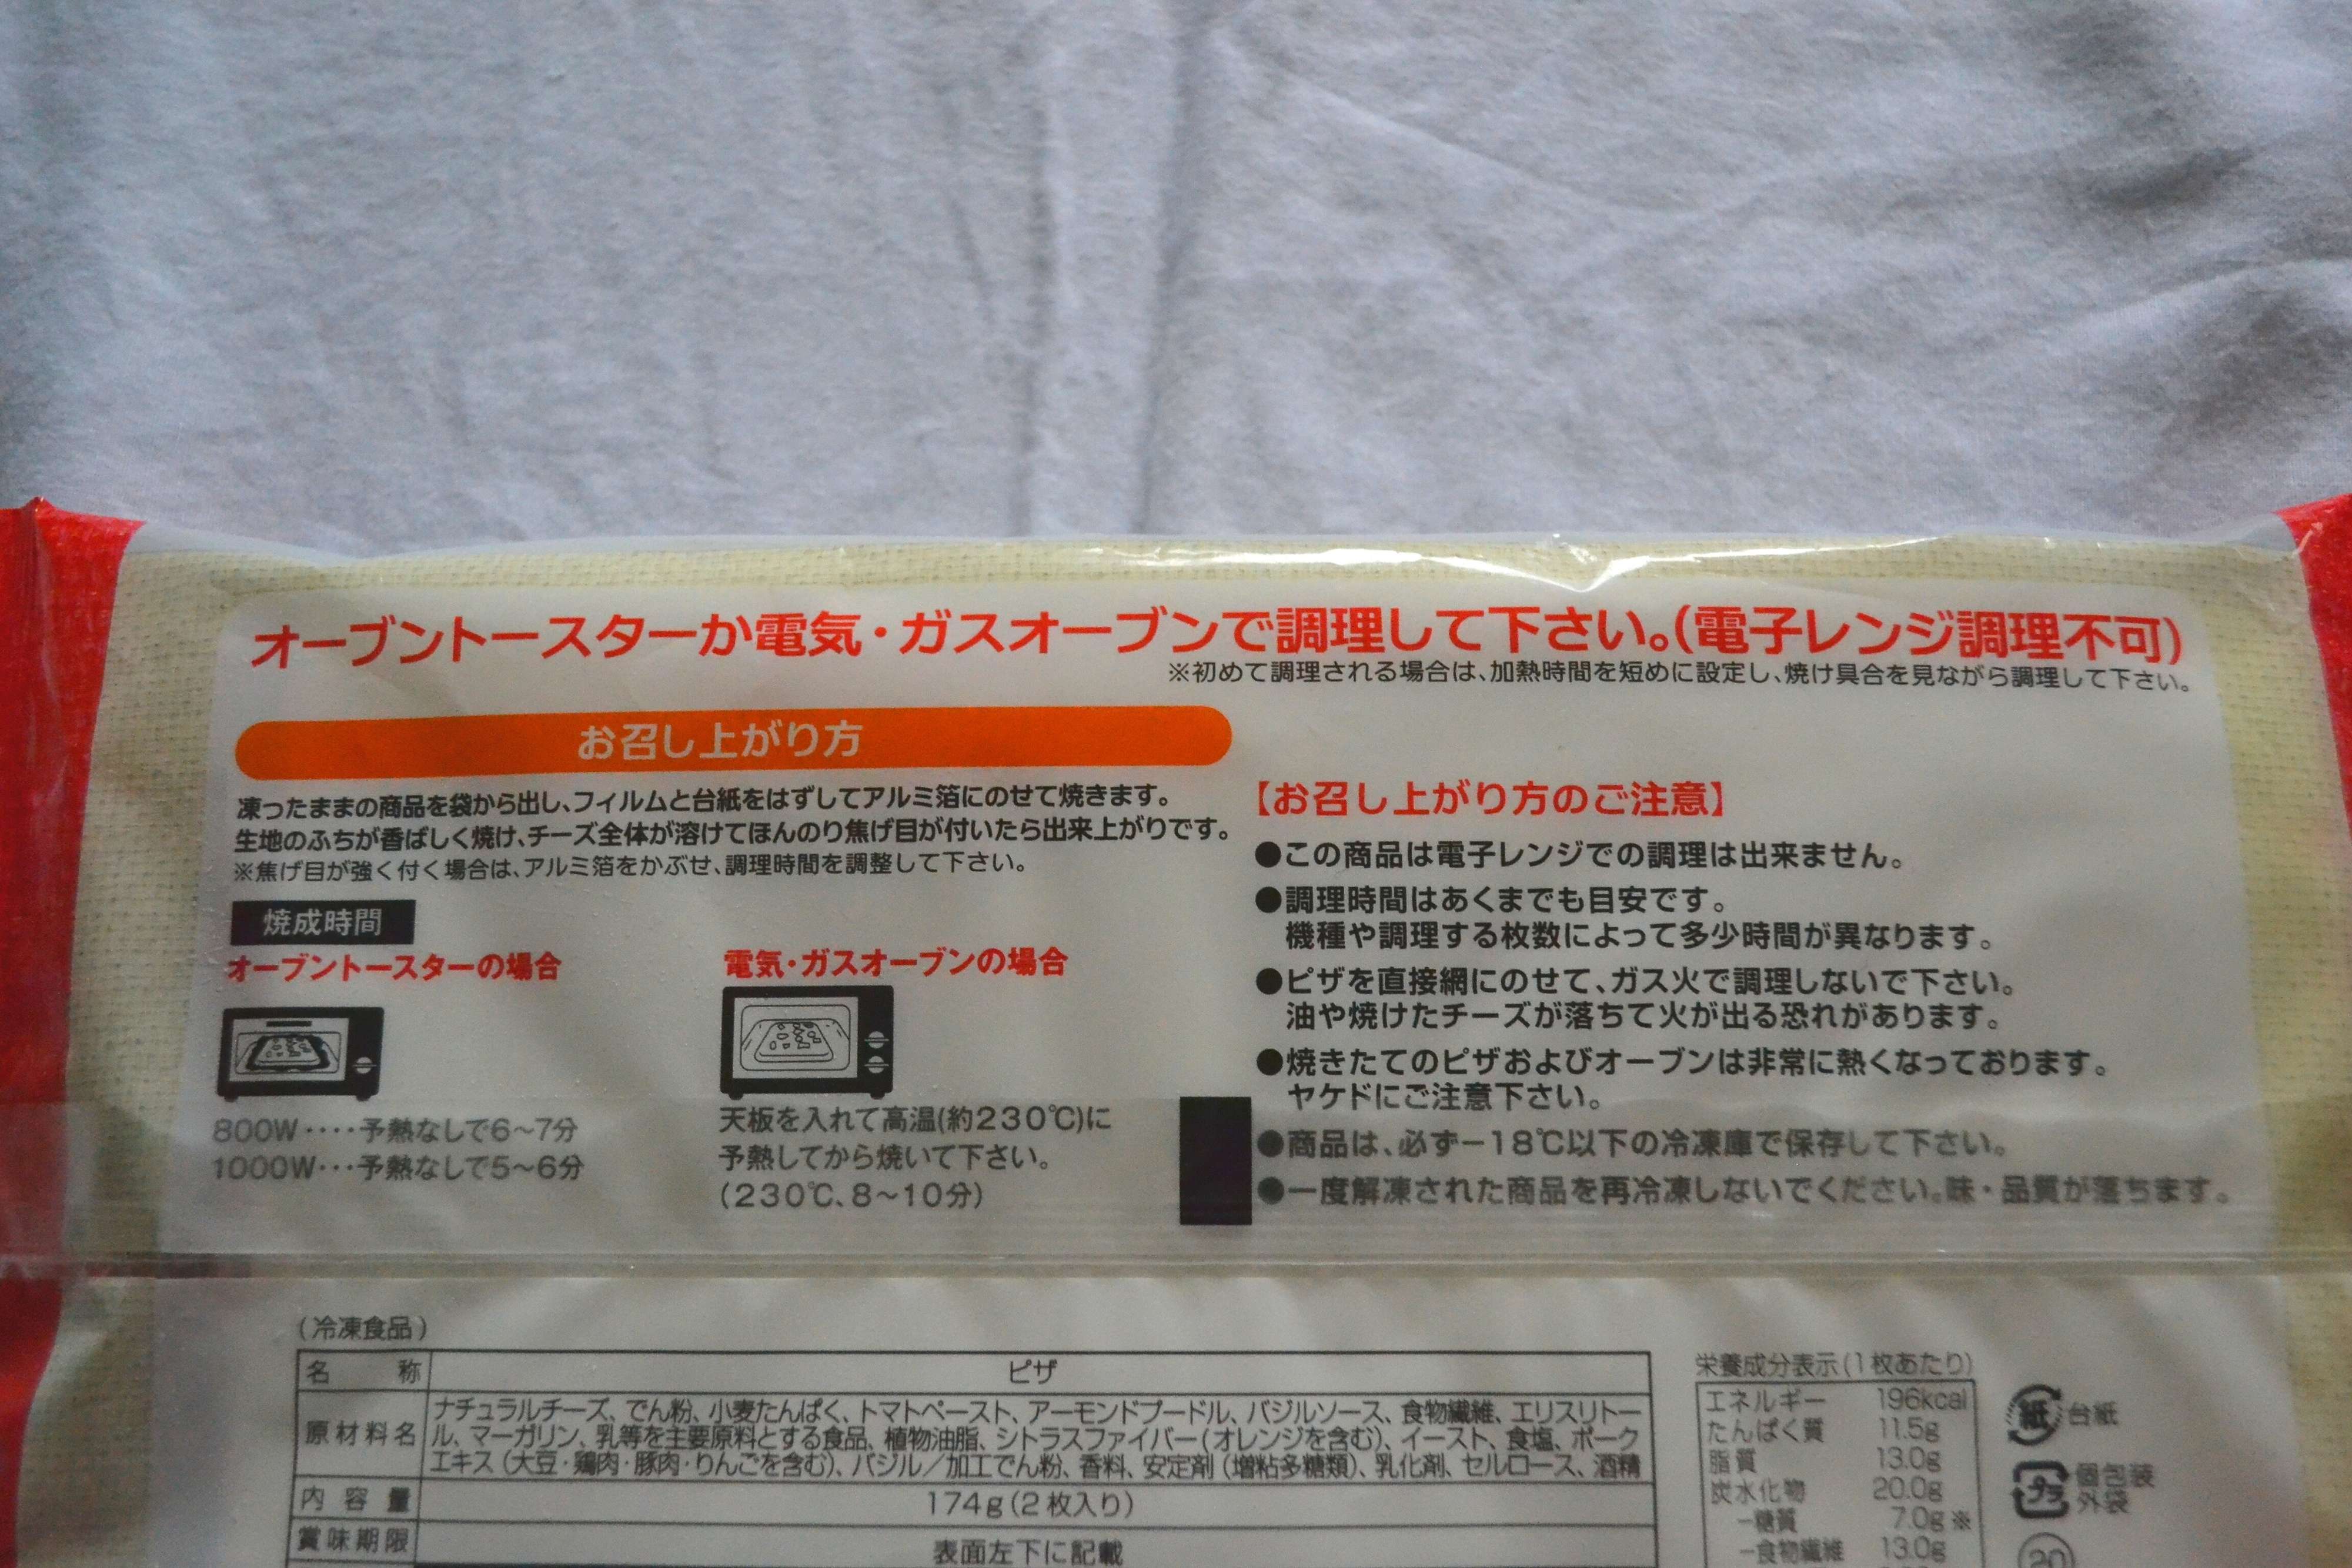 オーブントースターか電気・ガスオーブンで調理して下さい。(電子レンジ調理不可)
※初めて調理される場合は、加熱時間を短めに設定し、焼け具合を見ながら調理して下さい。
お召し上がり方
凍ったままの商品を袋から出し、フィルムと台紙をはずしてアルミ箔にのせて焼きます。
生地のふちが香ばしく焼け、チーズ全体が溶けてほんのり焦げ目が付いたら出来上がりです。
※焦げ目が強く付く場合は、アルミ箔をかぶせ、調理時間を調整して下さい。
焼成時間
オーブントースターの場合
800W‥‥予熱なしで6〜7分
1000W…予熱なしで5〜6分
電気・ガスオーブンの場合
天板を入れて高温(約230℃)に
予熱してから焼いて下さい。
(230℃、8〜10分)
【お召し上がり方のご注意】
●この商品は電子レンジでの調理は出来ません。
●調理時間はあくまでも目安です。
機種や調理する枚数によって多少時間が異なります。
●ピザを直接網にのせて、ガス火で調理しないで下さい。
油や焼けたチーズが落ちて火が出る恐れがあります。
●焼きたてのピザおよびオーブンは非常に熱くなっております。
ヤケドにご注意下さい。
●商品は、必ず−18℃以下の冷凍庫で保存して下さい。
●一度解凍された商品を再冷凍しないでください。味・品質が落ちます。
(冷凍食品)
名称 ピザ
原材料名 ナチュラルチーズ、でん粉、小麦たんぱく、トマトペースト、アーモンドプードル、バジルソース、食物繊維、エリスリトー
ル、マーガリン、乳等を主要原料とする食品、植物油脂、シトラスファイバー(オレンジを含む)、イースト、食塩、ポーク
エキス(大豆・鶏肉・豚肉・りんごを含む)、バジル／加工でん粉、香料、安定剤(増粘多糖類)、乳化剤、セルロース、酒精
内容量 174g(2枚入り)
賞味期限 表面左下に記載
栄養成分表示(1枚あたり)
エネルギー 196kcal
たんぱく質 11.5g
脂質 13.0g
炭水化物 20.0g
−糖質 7.0g※
−食物繊維 13.0g
紙 台紙
プラ 個包装
外袋
20